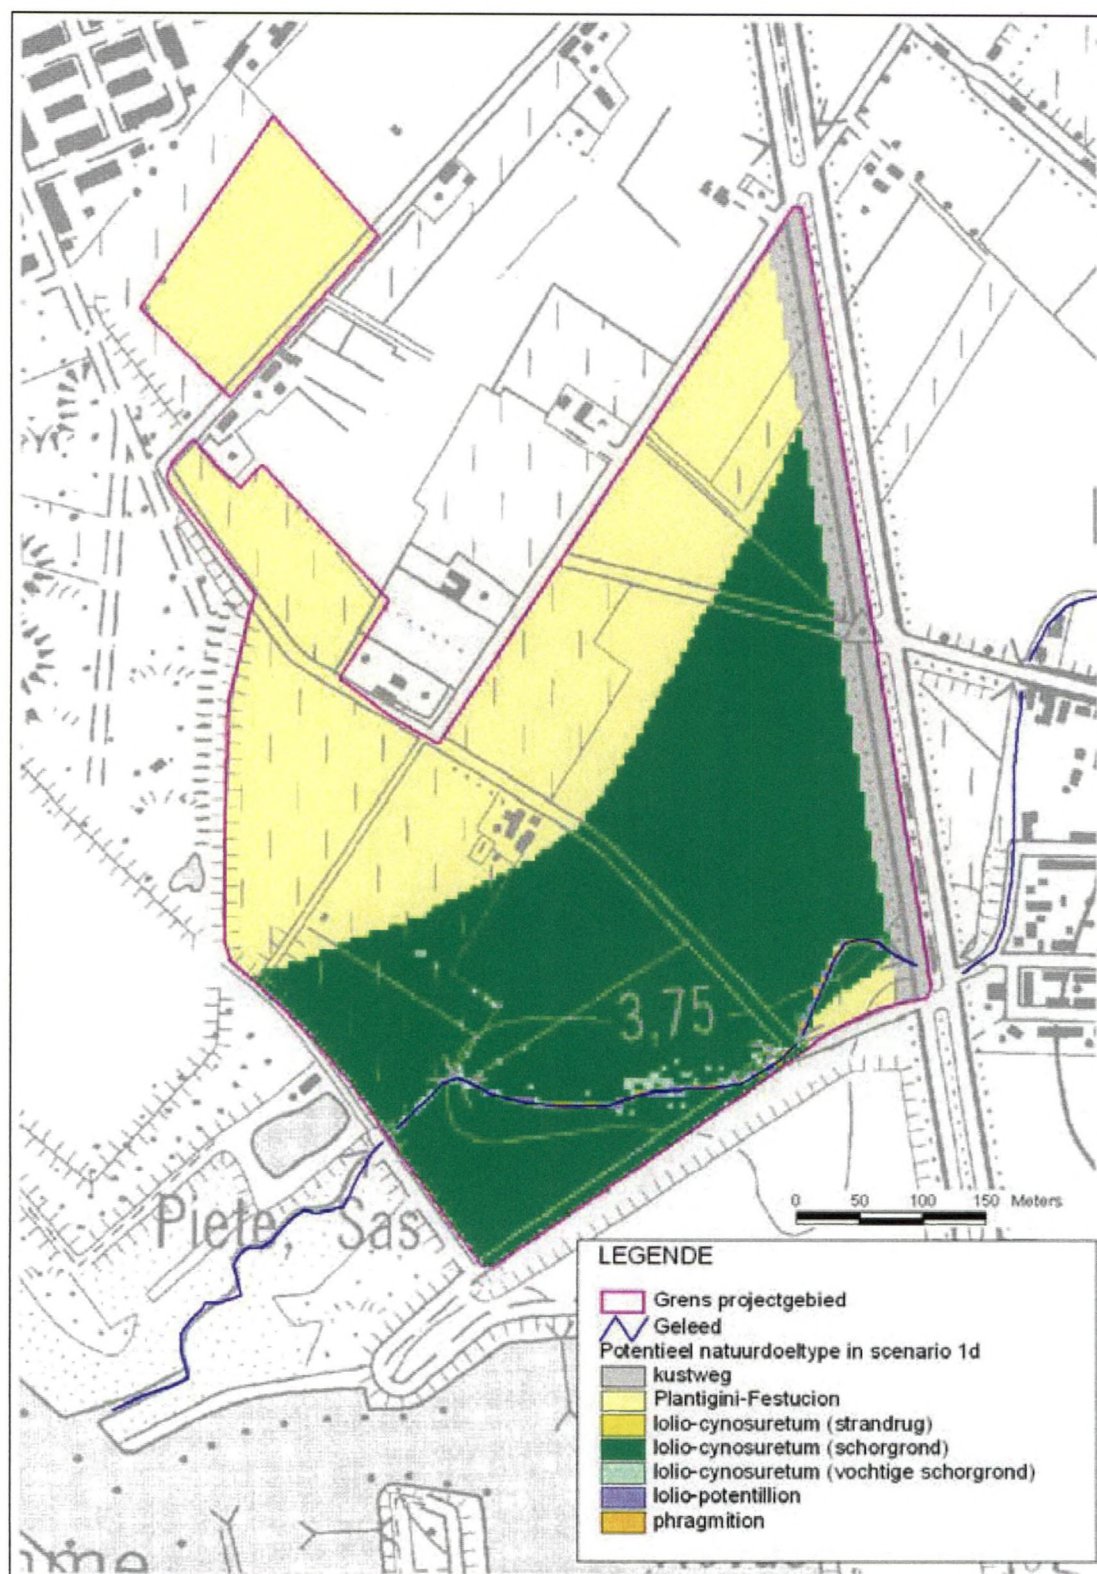 3,75
Piete, Sas
0 50 100 150 Meters
LEGENDE
Grens projectgebied
Geleed
Potentieel natuurdoeltype in scenario 1d
kustweg
Plantigini-Festucion
lolio-cynosuretum (strandrug)
lolio-cynosuretum (schorgrond)
lolio-cynosuretum (vochtige schorgrond)
lolio-potentillion
phragmition